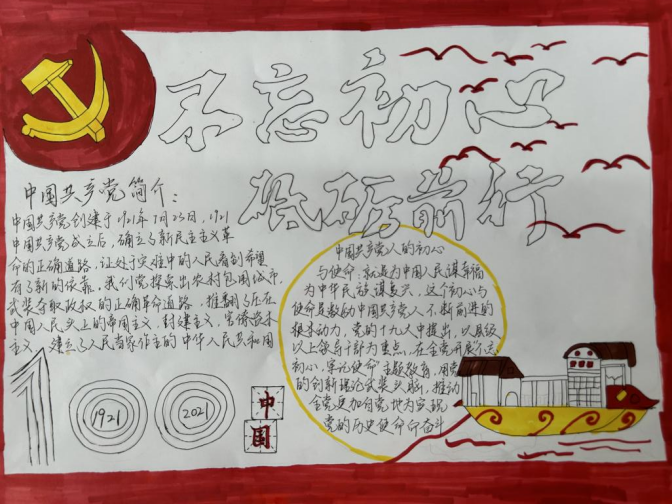 不忘初心
砥砺前行
中国共产党简介：
中国共产党创建于1921年7月23日，1921
中国共产党成立后，确立了新民主主义革
命的正确道路，让处于灾难中的人民看到希望
有了新的依靠，我们党探索出农村包围城市，
武装夺取政权的正确革命道路，推翻了压在
中国人民头上的帝国主义，封建主义，官僚资本
主义，建立了人民当家作主的中华人民共和国
中国共产党人的初心
与使命：就是为中国人民谋幸福
为中华民族谋复兴，这个初心与
使命是激励中国共产党人不断前进的
根本动力，党的十九大中提出，以县级
以上领导干部为重点，在全党开展"不忘
初心，牢记使命"主题教育，用党
的创新理论武装头脑，推动
全党更加自觉地为实现
党的历史使命奋斗
100
1921
2021
中
国